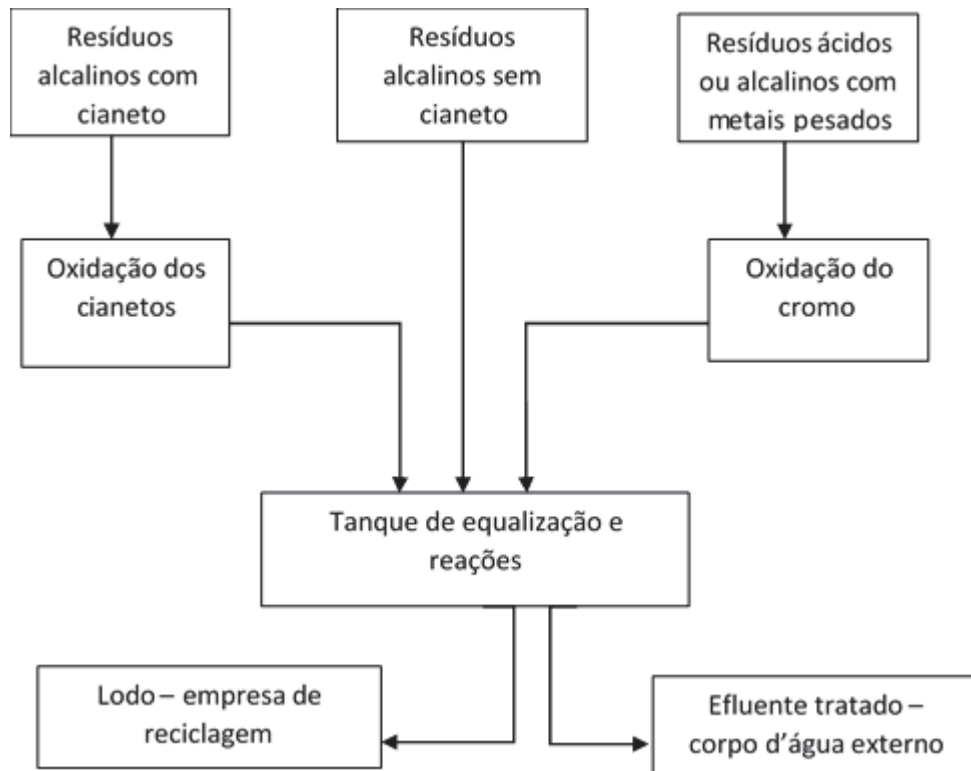 Resíduos
alcalinos com
cianeto
Resíduos
alcalinos sem
cianeto
Resíduos ácidos
ou alcalinos com
metais pesados
Oxidação dos
cianetos
Oxidação do
cromo
Tanque de equalização e
reações
Lodo – empresa de
reciclagem
Efluente tratado –
corpo d’água externo